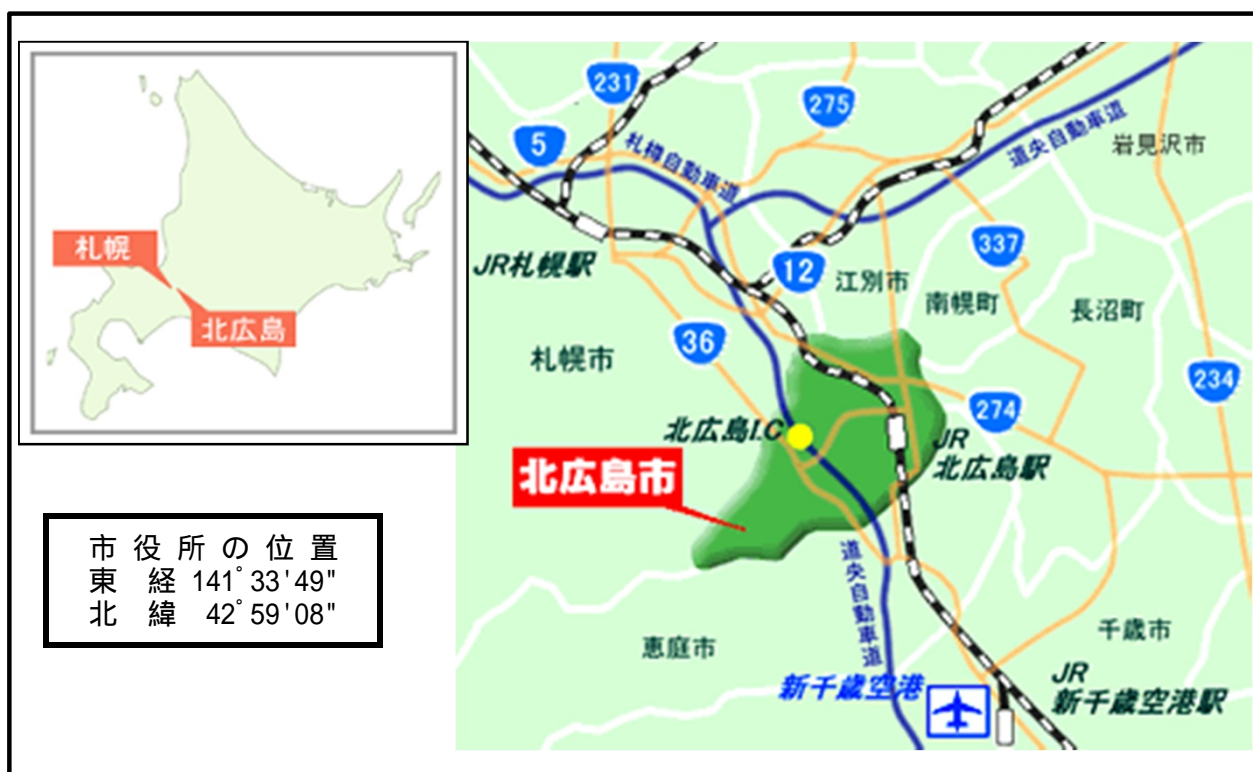 札幌
北広島
231
275
5
札樽自動車道
道央自動車道
岩見沢市
JR札幌駅
12
江別市
337
南幌町
長沼町
36
札幌市
234
274
北広島I.C
JR
北広島駅
北広島市
市役所の位置
東経 141ﾟ33'49"
北緯 42ﾟ59'08"
道央自動車道
恵庭市
千歳市
新千歳空港
JR
新千歳空港駅